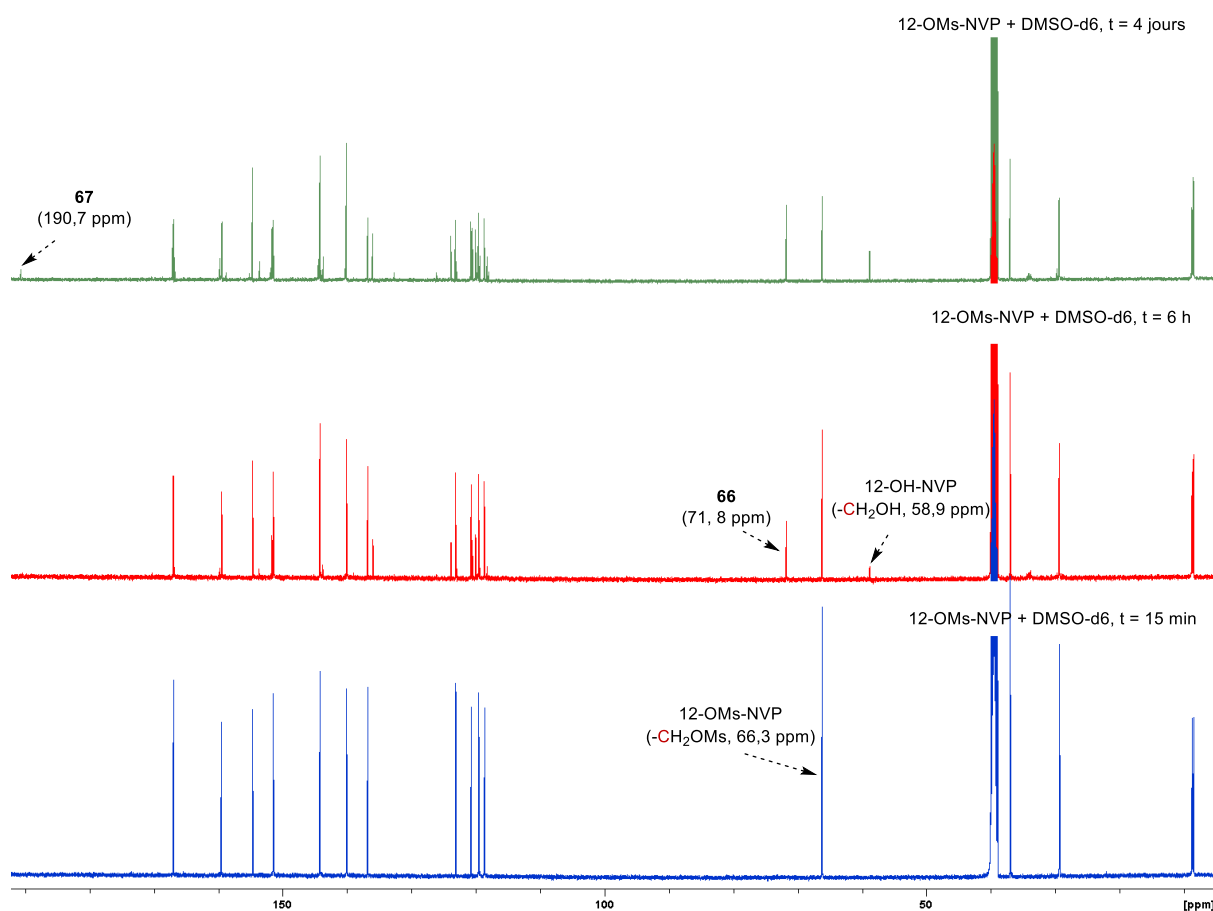 12-OMs-NVP + DMSO-d6, t = 4 jours
67
(190,7 ppm)
12-OMs-NVP + DMSO-d6, t = 6 h
66
(71, 8 ppm)
12-OH-NVP
(-CH₂OH, 58,9 ppm)
12-OMs-NVP + DMSO-d6, t = 15 min
12-OMs-NVP
(-CH₂OMs, 66,3 ppm)
150
100
50
[ppm]